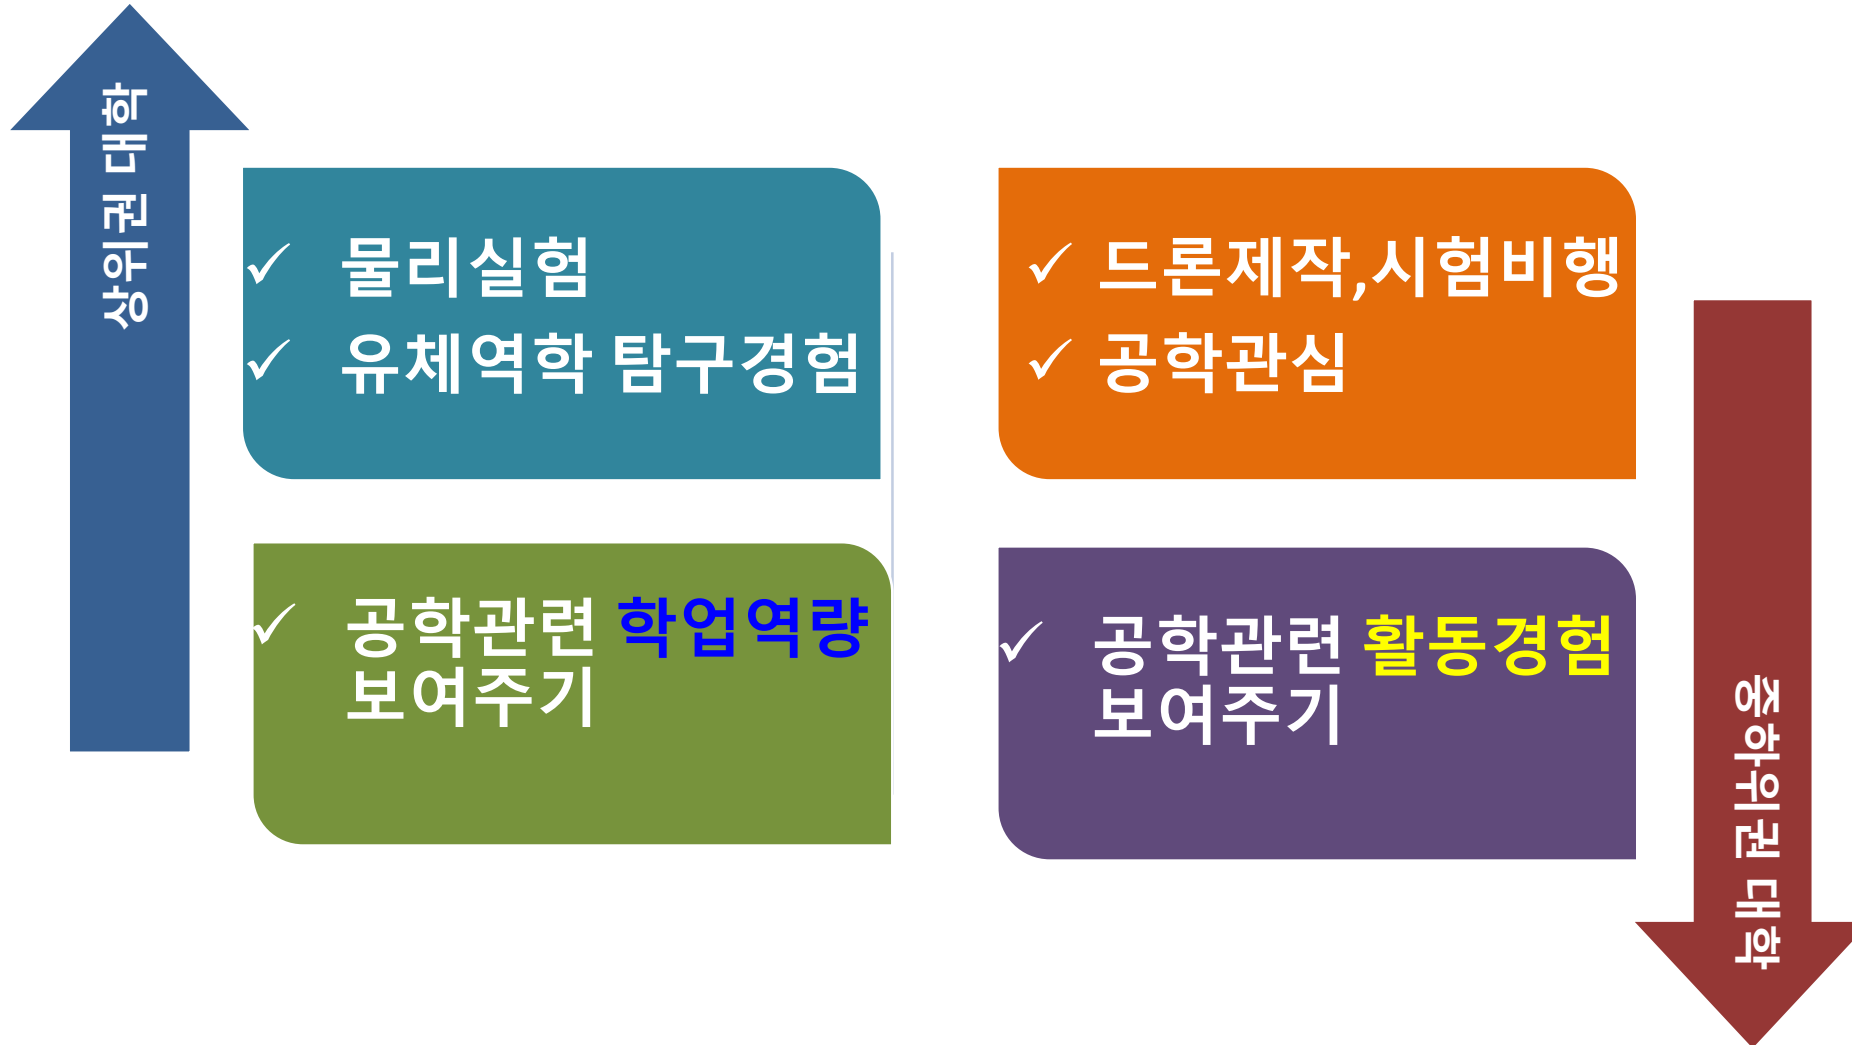 상위권 대학
✓ 물리실험
✓ 유체역학 탐구경험
✓ 드론제작,시험비행
✓ 공학관심
✓ 공학관련 학업역량
보여주기
✓ 공학관련 활동경험
보여주기
중하위권 대학